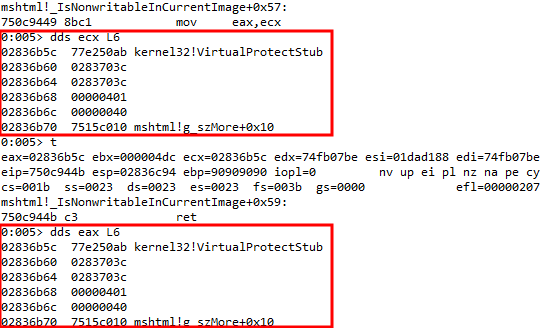 mshtml!_IsNonwritableInCurrentImage+0x57:
750c9449 8bc1 mov eax,ecx
0:005> dds ecx L6
02836b5c 77e250ab kernel32!VirtualProtectStub
02836b60 0283703c
02836b64 0283703c
02836b68 00000401
02836b6c 00000040
02836b70 7515c010 mshtml!g_szMore+0x10
0:005> t
eax=02836b5c ebx=000004dc ecx=02836b5c edx=74fb07be esi=01dad188 edi=74fb07be
eip=750c944b esp=02836c94 ebp=90909090 iopl=0 nv up ei pl nz na pe cy
cs=001b ss=0023 ds=0023 es=0023 fs=003b gs=0000 efl=00000207
mshtml!_IsNonwritableInCurrentImage+0x59:
750c944b c3 ret
0:005> dds eax L6
02836b5c 77e250ab kernel32!VirtualProtectStub
02836b60 0283703c
02836b64 0283703c
02836b68 00000401
02836b6c 00000040
02836b70 7515c010 mshtml!g_szMore+0x10